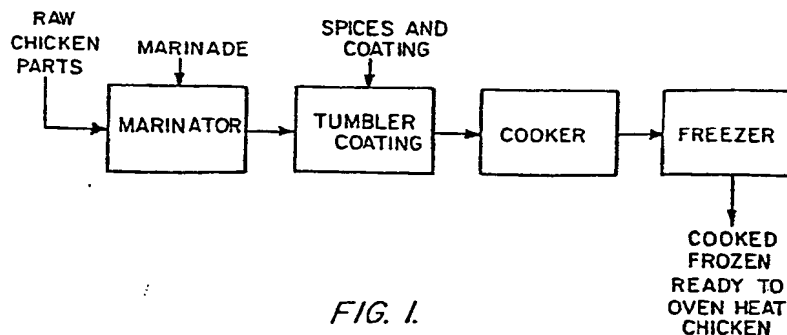 RAW
CHICKEN
PARTS
MARINADE
SPICES AND
COATING
MARINATOR
TUMBLER
COATING
COOKER
FREEZER
COOKED
FROZEN
READY TO
OVEN HEAT
CHICKEN
FIG. 1.